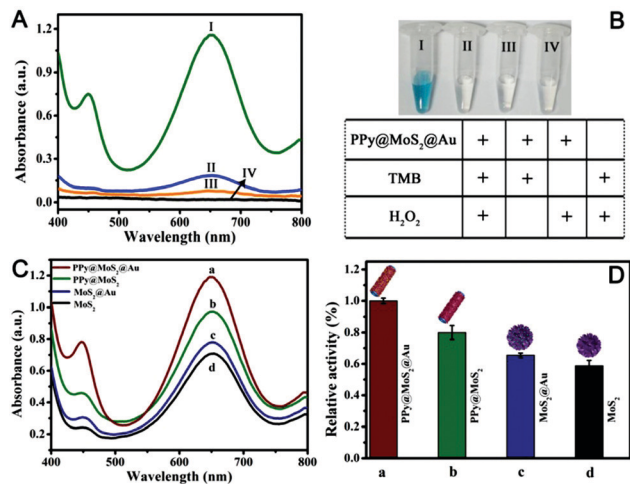 A
I
II
III
IV
Absorbance (a.u.)
1.2
0.9
0.6
0.3
0.0
400 500 600 700 800
Wavelength (nm)
B
I II III IV
PPy@MoS₂@Au + + +
TMB + + +
H₂O₂ + + +
C
PPy@MoS₂@Au
PPy@MoS₂
MoS₂@Au
MoS₂
a
b
c
d
Absorbance (a.u.)
1.2
1.0
0.8
0.6
0.4
0.2
400 500 600 700 800
Wavelength (nm)
D
Relative activity (%)
1.2
1.0
0.8
0.6
0.4
0.2
0.0
PPy@MoS₂@Au
PPy@MoS₂
MoS₂@Au
MoS₂
a b c d